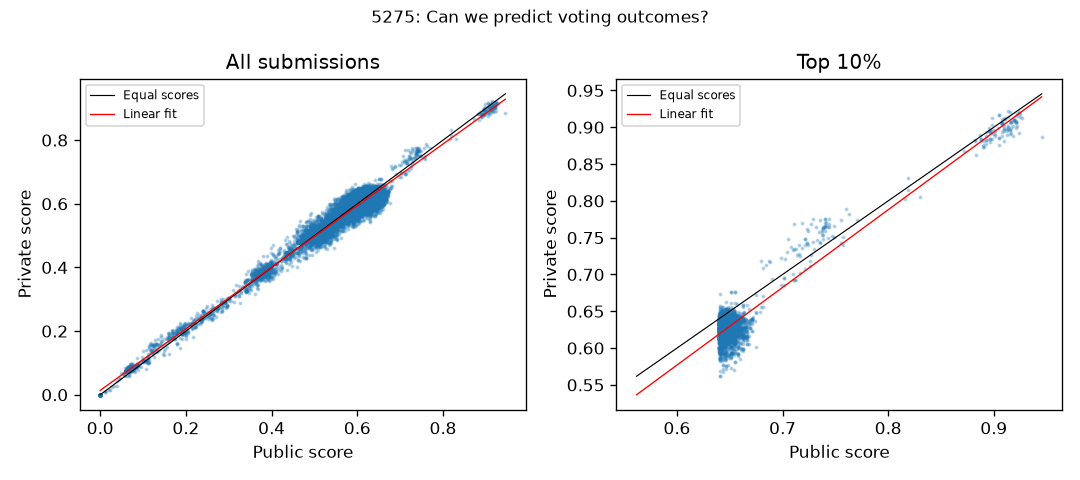 5275: Can we predict voting outcomes?
All submissions
Equal scores
Linear fit
Private score
0.8
0.6
0.4
0.2
0.0
0.0 0.2 0.4 0.6 0.8
Public score
Top 10%
Equal scores
Linear fit
Private score
0.95
0.90
0.85
0.80
0.75
0.70
0.65
0.60
0.55
0.6 0.7 0.8 0.9
Public score